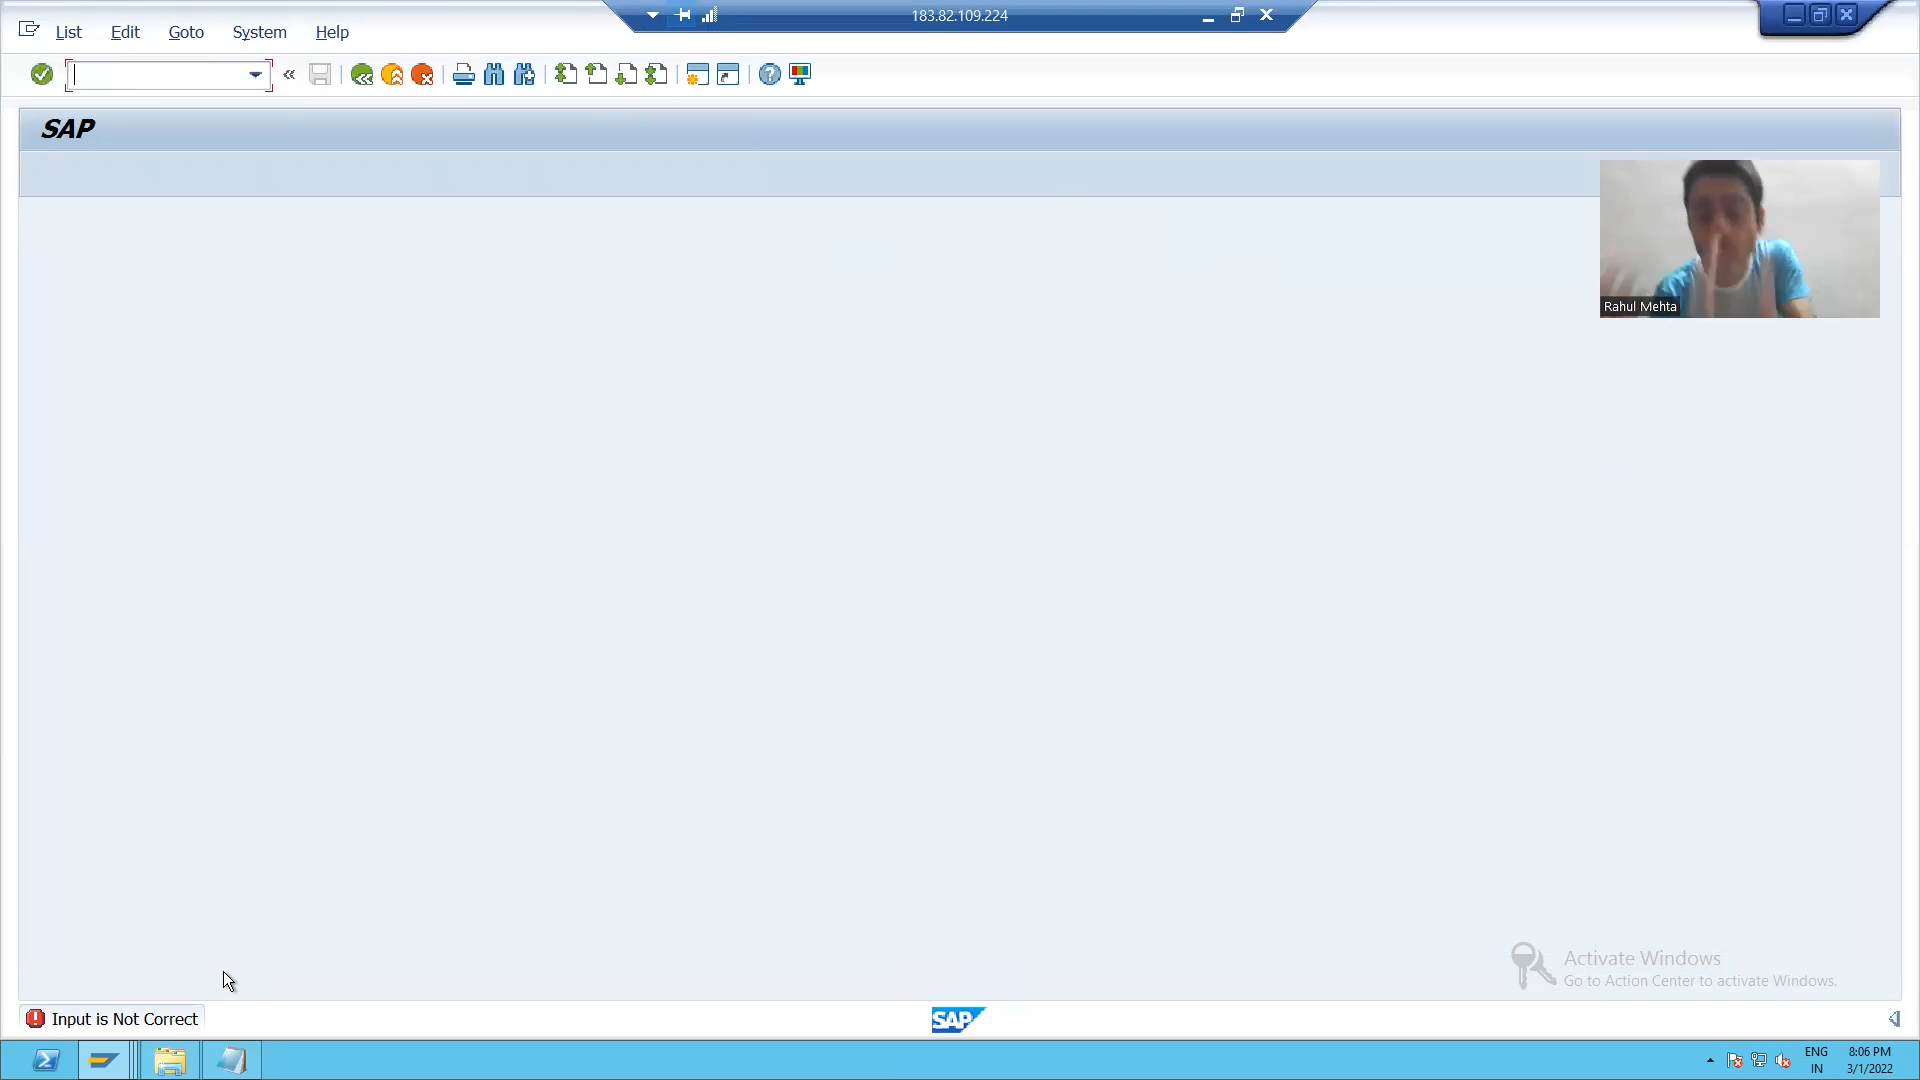 183.82.109.224
List Edit Goto System Help
SAP
Rahul Mehta
Activate Windows
Go to Action Center to activate Windows.
Input is Not Correct
SAP
ENG 8:06 PM
IN 3/1/2022